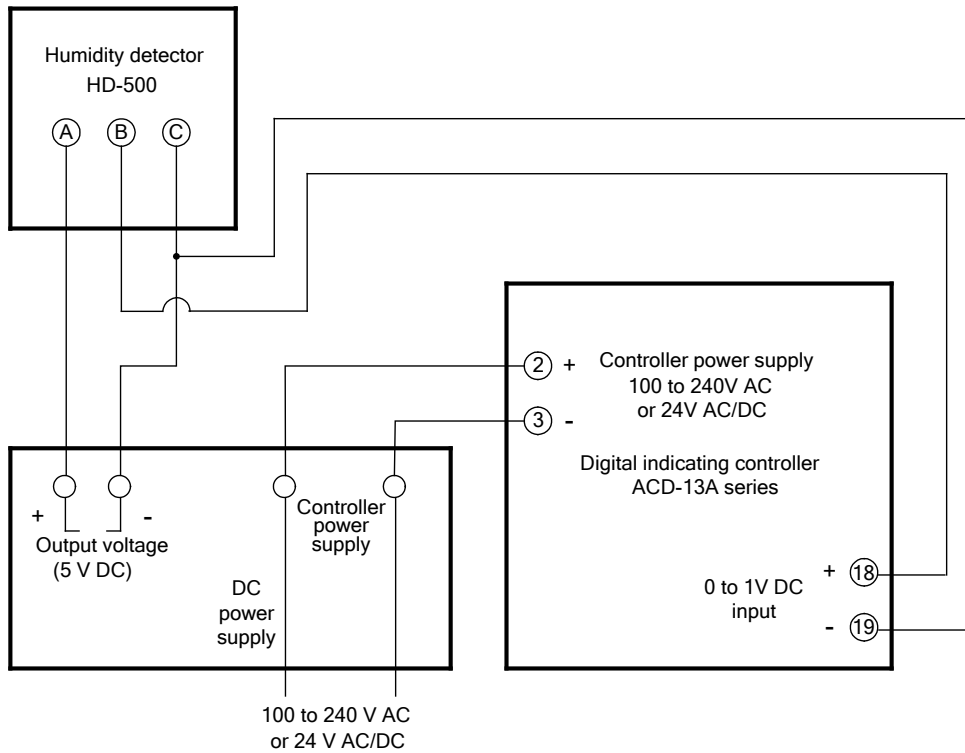 Humidity detector
HD-500
A B C
2 +
3 -
Controller power supply
100 to 240V AC
or 24V AC/DC
Digital indicating controller
ACD-13A series
+ 18
0 to 1V DC
input
- 19
+ -
Output voltage
(5 V DC)
Controller
power
supply
DC
power
supply
100 to 240 V AC
or 24 V AC/DC